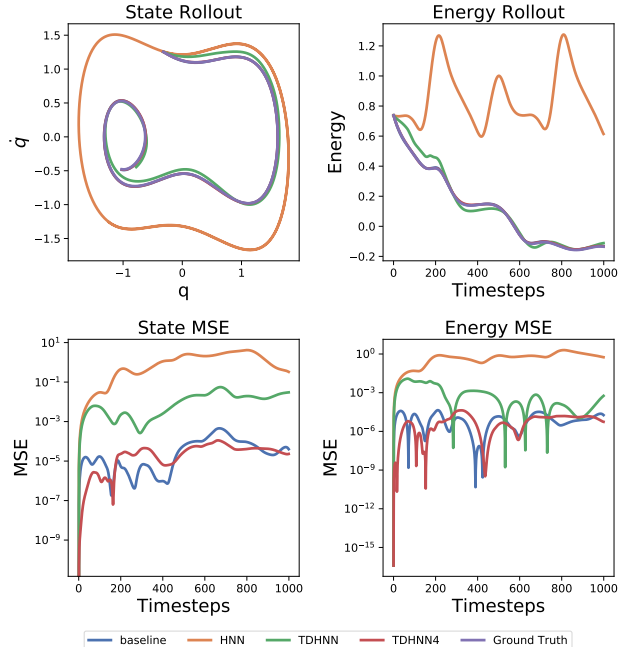 State Rollout
1.5
1.0
0.5
0.0
−0.5
−1.0
−1.5
q̇
−1
0
1
q
Energy Rollout
1.2
1.0
0.8
0.6
0.4
0.2
0.0
−0.2
Energy
0 200 400 600 800 1000
Timesteps
State MSE
10¹
10⁻¹
10⁻³
10⁻⁵
10⁻⁷
10⁻⁹
MSE
0 200 400 600 800 1000
Timesteps
Energy MSE
10⁰
10⁻³
10⁻⁶
10⁻⁹
10⁻¹²
10⁻¹⁵
MSE
0 200 400 600 800 1000
Timesteps
baseline HNN TDHNN TDHNN4 Ground Truth